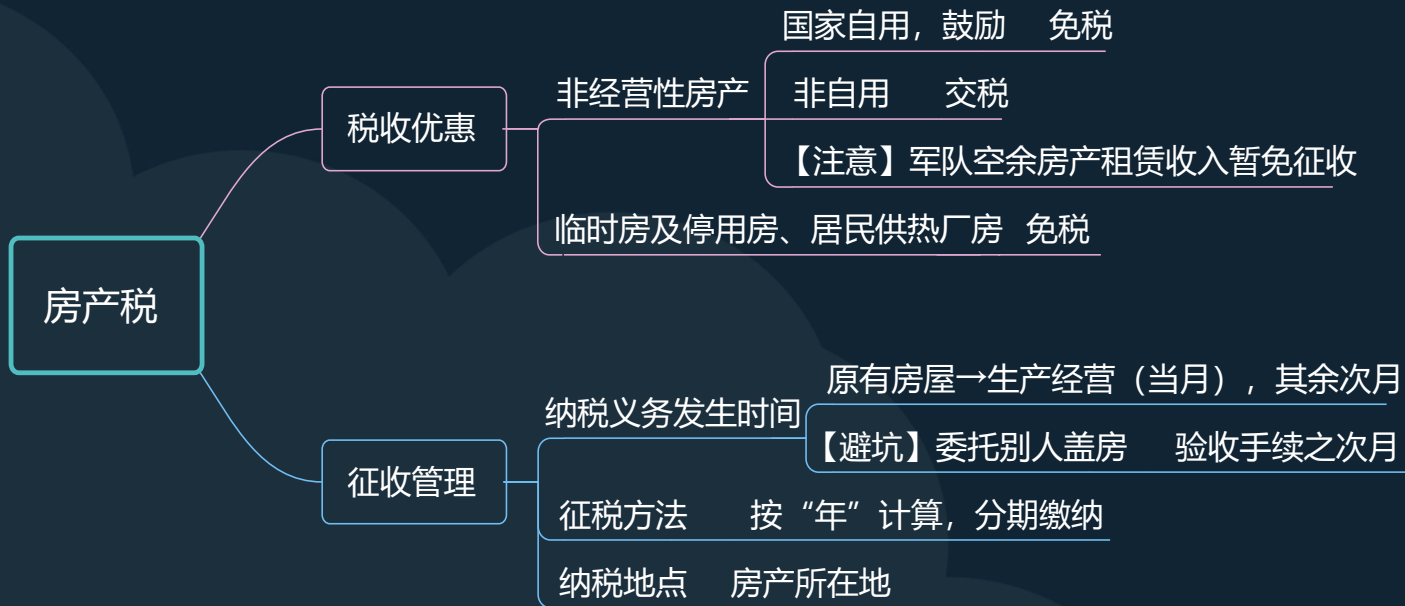 房产税
税收优惠
非经营性房产
国家自用，鼓励 免税
非自用 交税
【注意】军队空余房产租赁收入暂免征收
临时房及停用房、居民供热厂房 免税
征收管理
纳税义务发生时间
原有房屋→生产经营（当月），其余次月
【避坑】委托别人盖房 验收手续之次月
征税方法 按“年”计算，分期缴纳
纳税地点 房产所在地